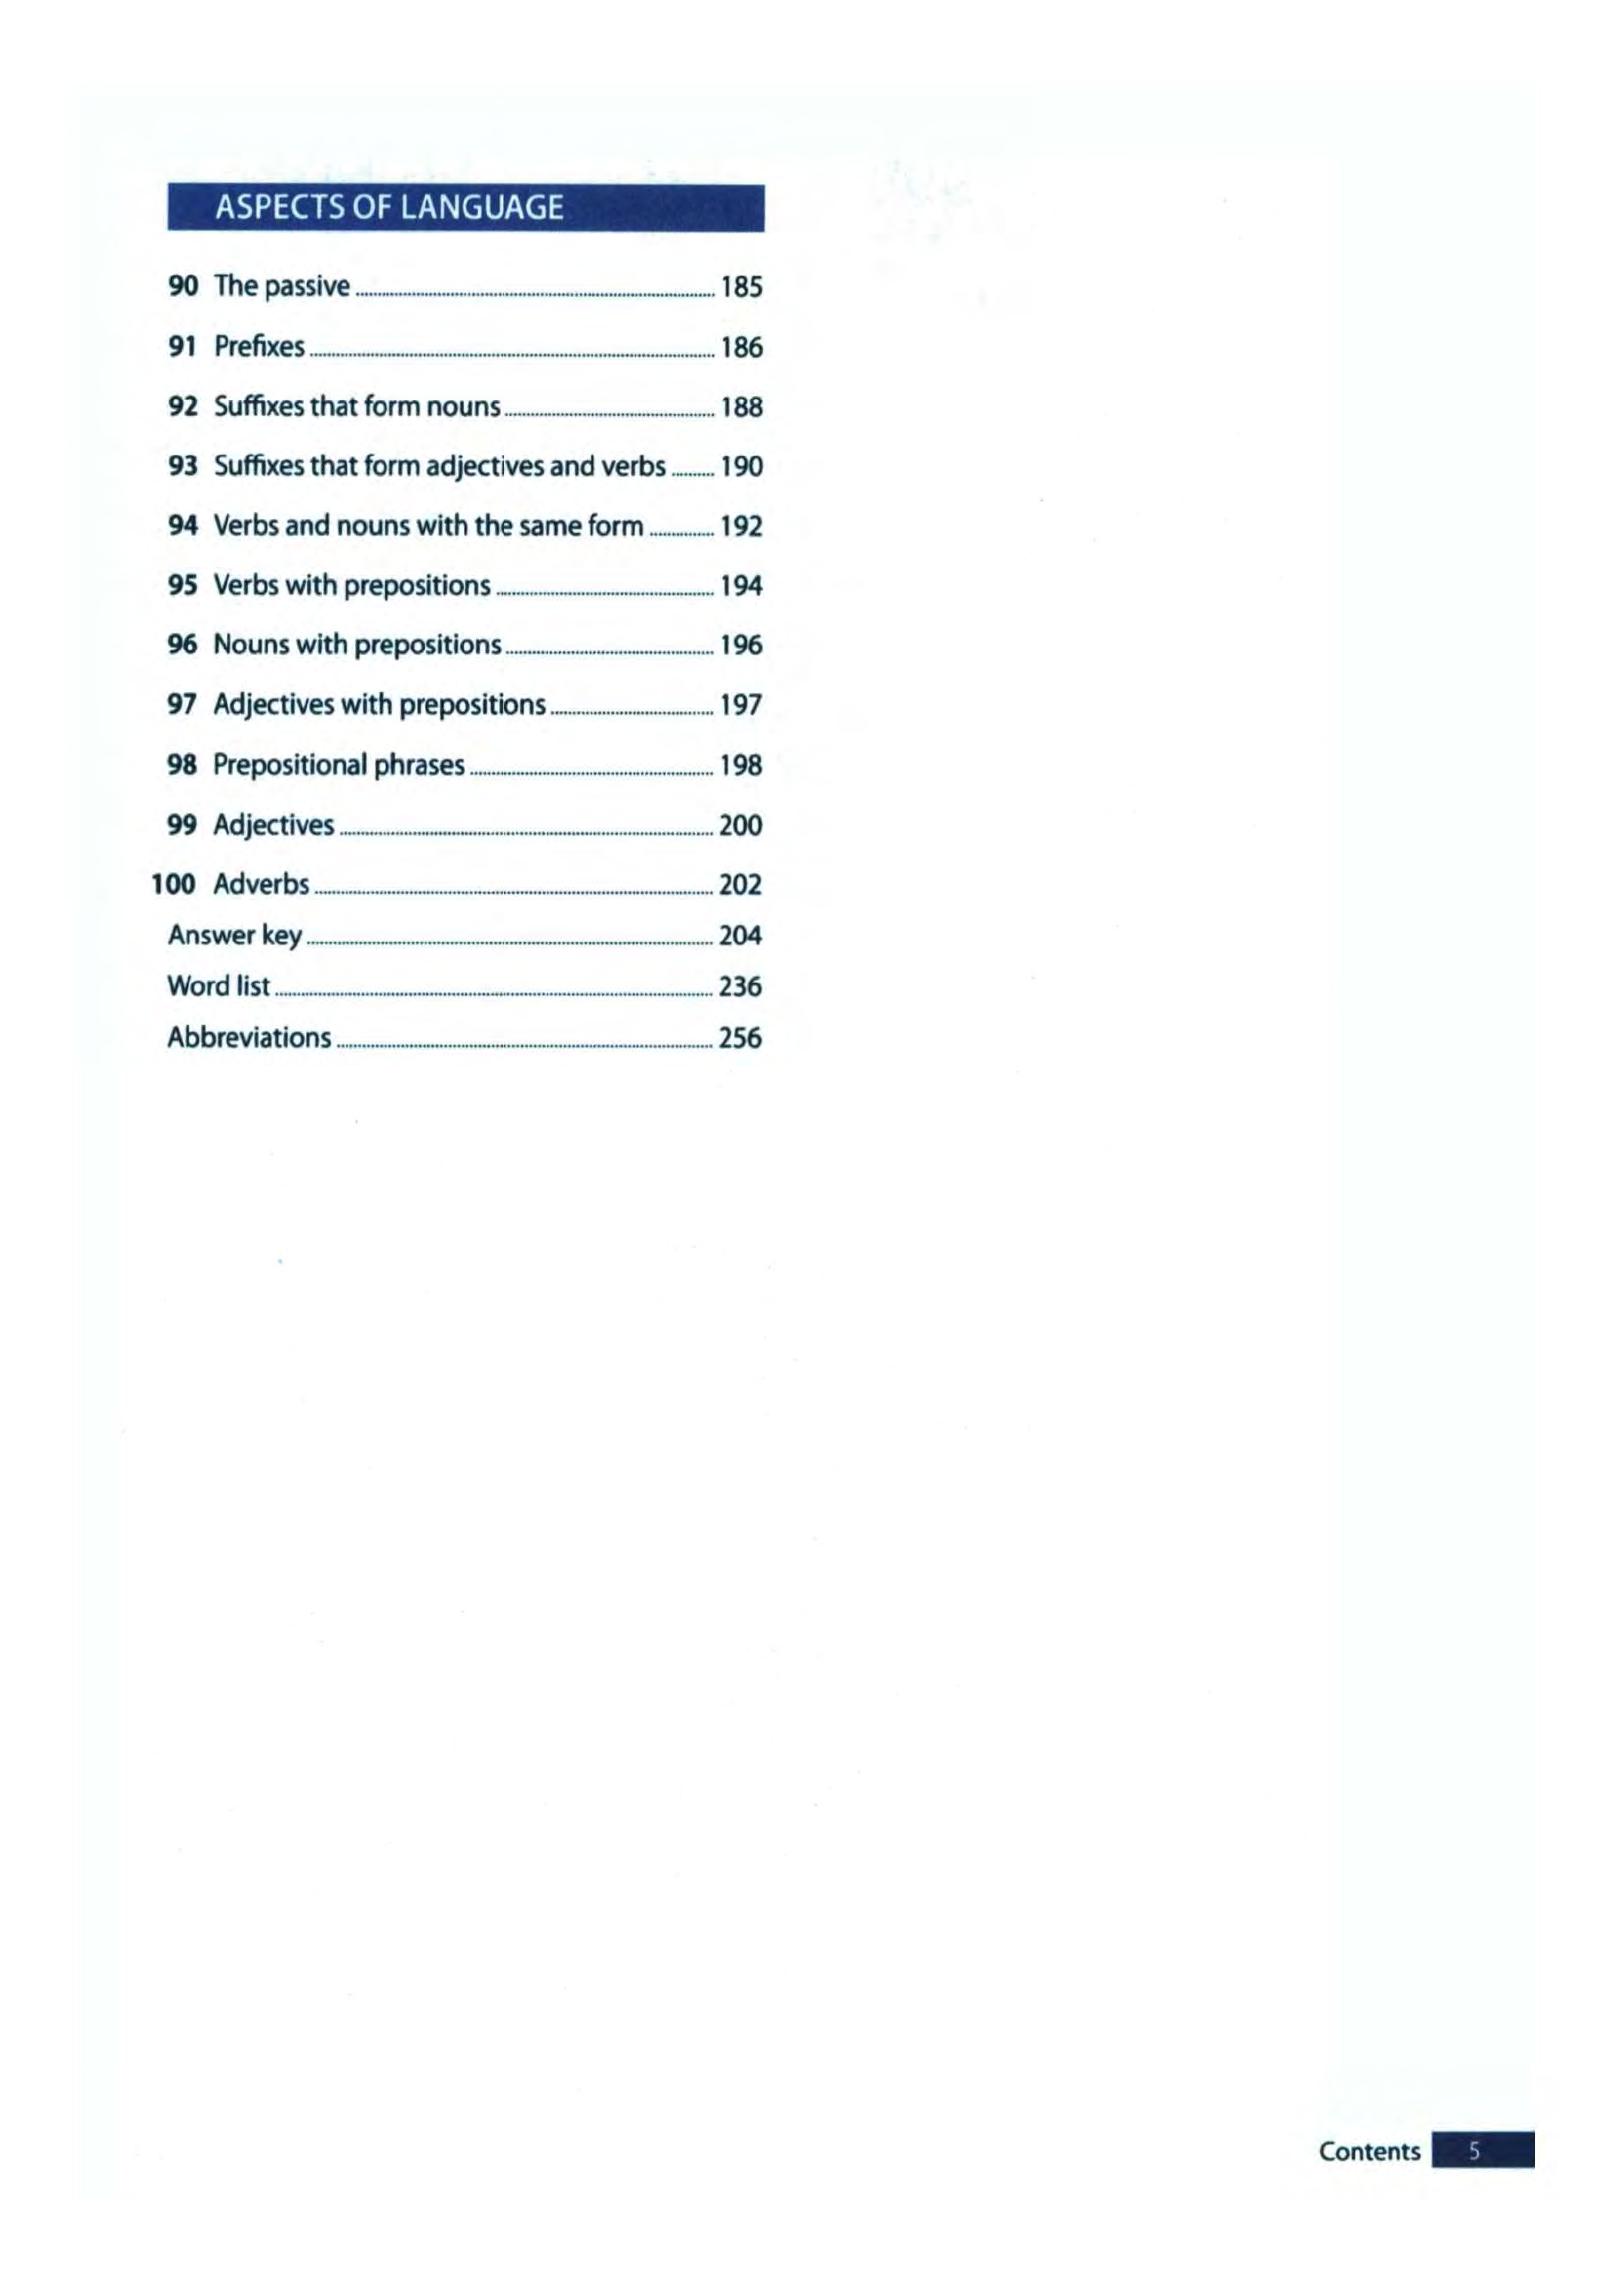 ASPECTS OF LANGUAGE
90 The passive 185
91 Prefixes 186
92 Suffixes that form nouns 188
93 Suffixes that form adjectives and verbs 190
94 Verbs and nouns with the same form 192
95 Verbs with prepositions 194
96 Nouns with prepositions 196
97 Adjectives with prepositions 197
98 Prepositional phrases 198
99 Adjectives 200
100 Adverbs 202
Answer key 204
Word list 236
Abbreviations 256
Contents 5